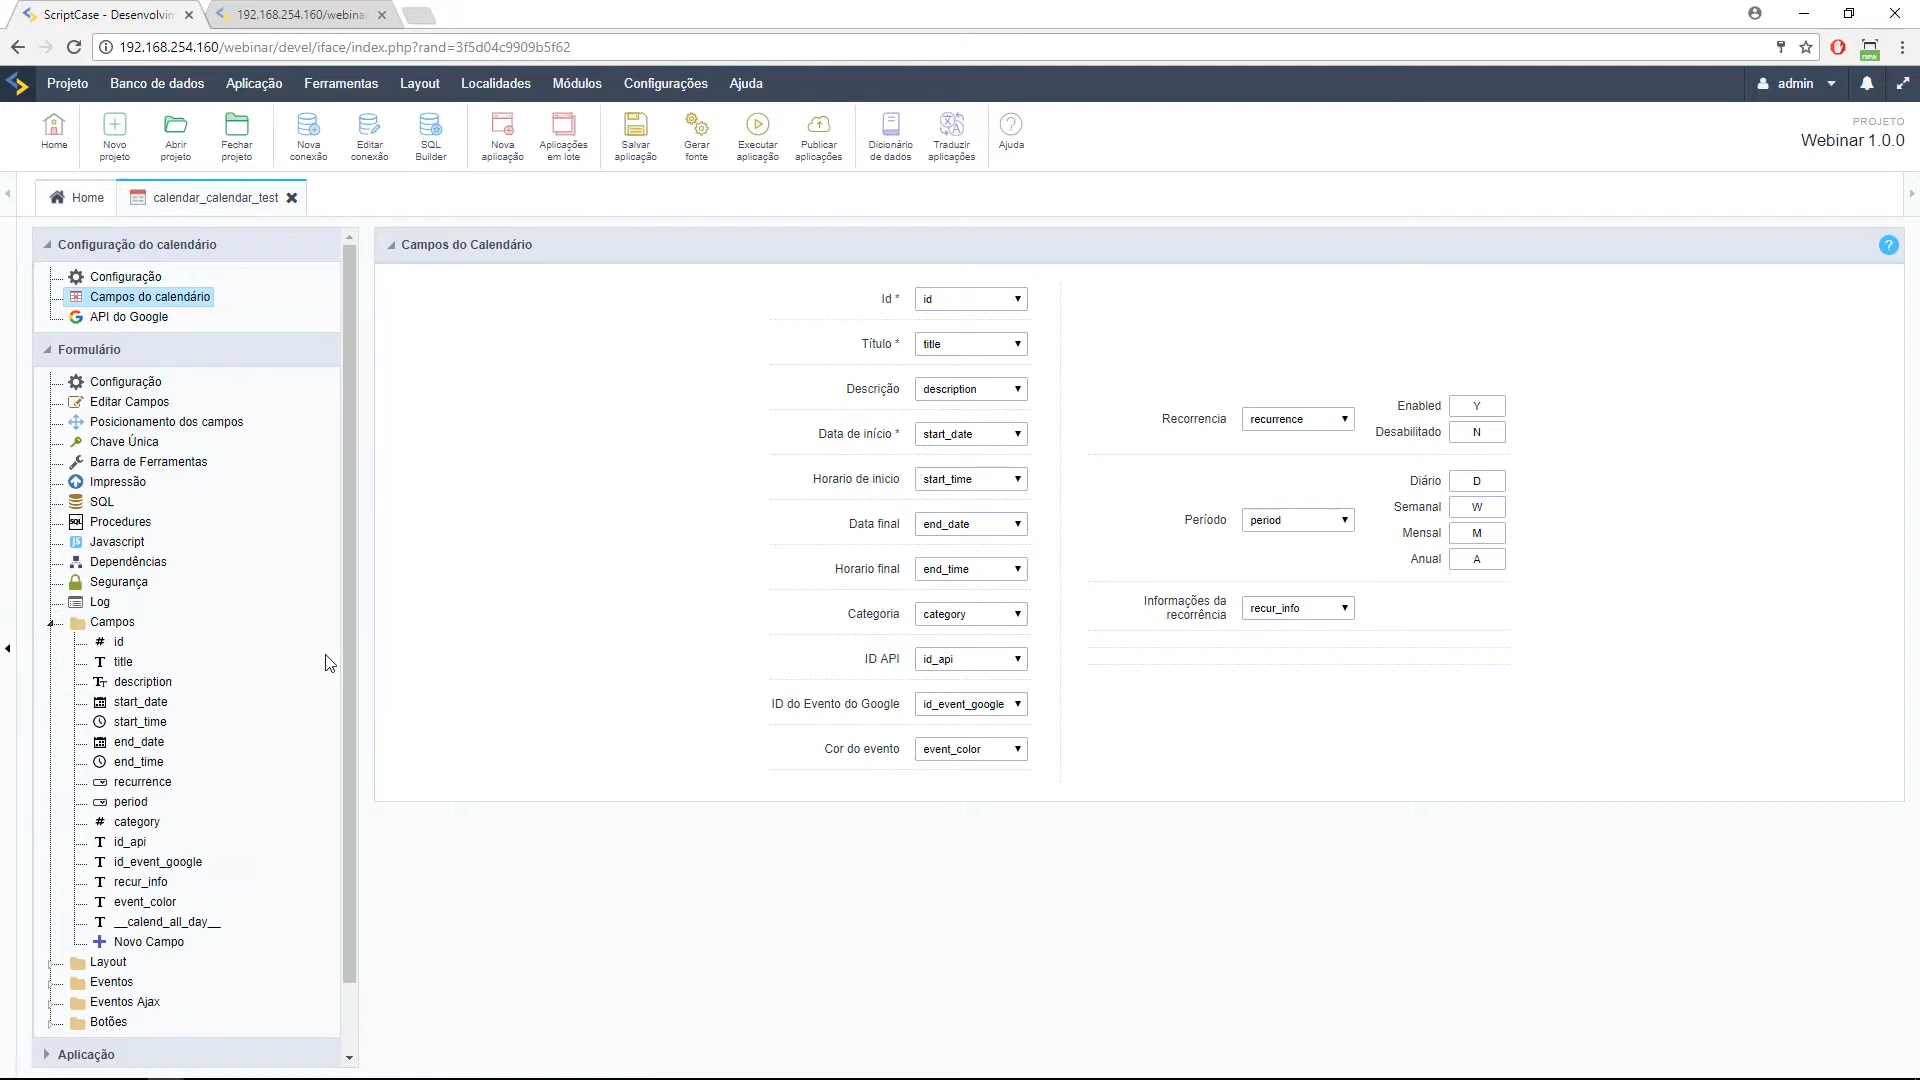 ScriptCase - Desenvolvim
192.168.254.160/webinar
192.168.254.160/webinar/devel/iface/index.php?rand=3f5d04c9909b5f62
new
Projeto
Banco de dados
Aplicação
Ferramentas
Layout
Localidades
Módulos
Configurações
Ajuda
admin
Home
Novo
projeto
Abrir
projeto
Fechar
projeto
Nova
conexão
Editar
conexão
SQL
Builder
Nova
aplicação
Aplicações
em lote
Salvar
aplicação
Gerar
fonte
Executar
aplicação
Publicar
aplicações
Dicionário
de dados
Traduzir
aplicações
Ajuda
PROJETO
Webinar 1.0.0
Home
calendar_calendar_test
Configuração do calendário
Configuração
Campos do calendário
API do Google
Formulário
Configuração
Editar Campos
Posicionamento dos campos
Chave Única
Barra de Ferramentas
Impressão
SQL
Procedures
Javascript
Dependências
Segurança
Log
Campos
id
title
description
start_date
start_time
end_date
end_time
recurrence
period
category
id_api
id_event_google
recur_info
event_color
__calend_all_day__
Novo Campo
Layout
Eventos
Eventos Ajax
Botões
Aplicação
Campos do Calendário
?
Id * id
Título * title
Descrição description
Data de início * start_date
Horario de inicio start_time
Data final end_date
Horario final end_time
Categoria category
ID API id_api
ID do Evento do Google id_event_google
Cor do evento event_color
Recorrencia recurrence
Enabled Y
Desabilitado N
Período period
Diário D
Semanal W
Mensal M
Anual A
Informações da
recorrência
recur_info